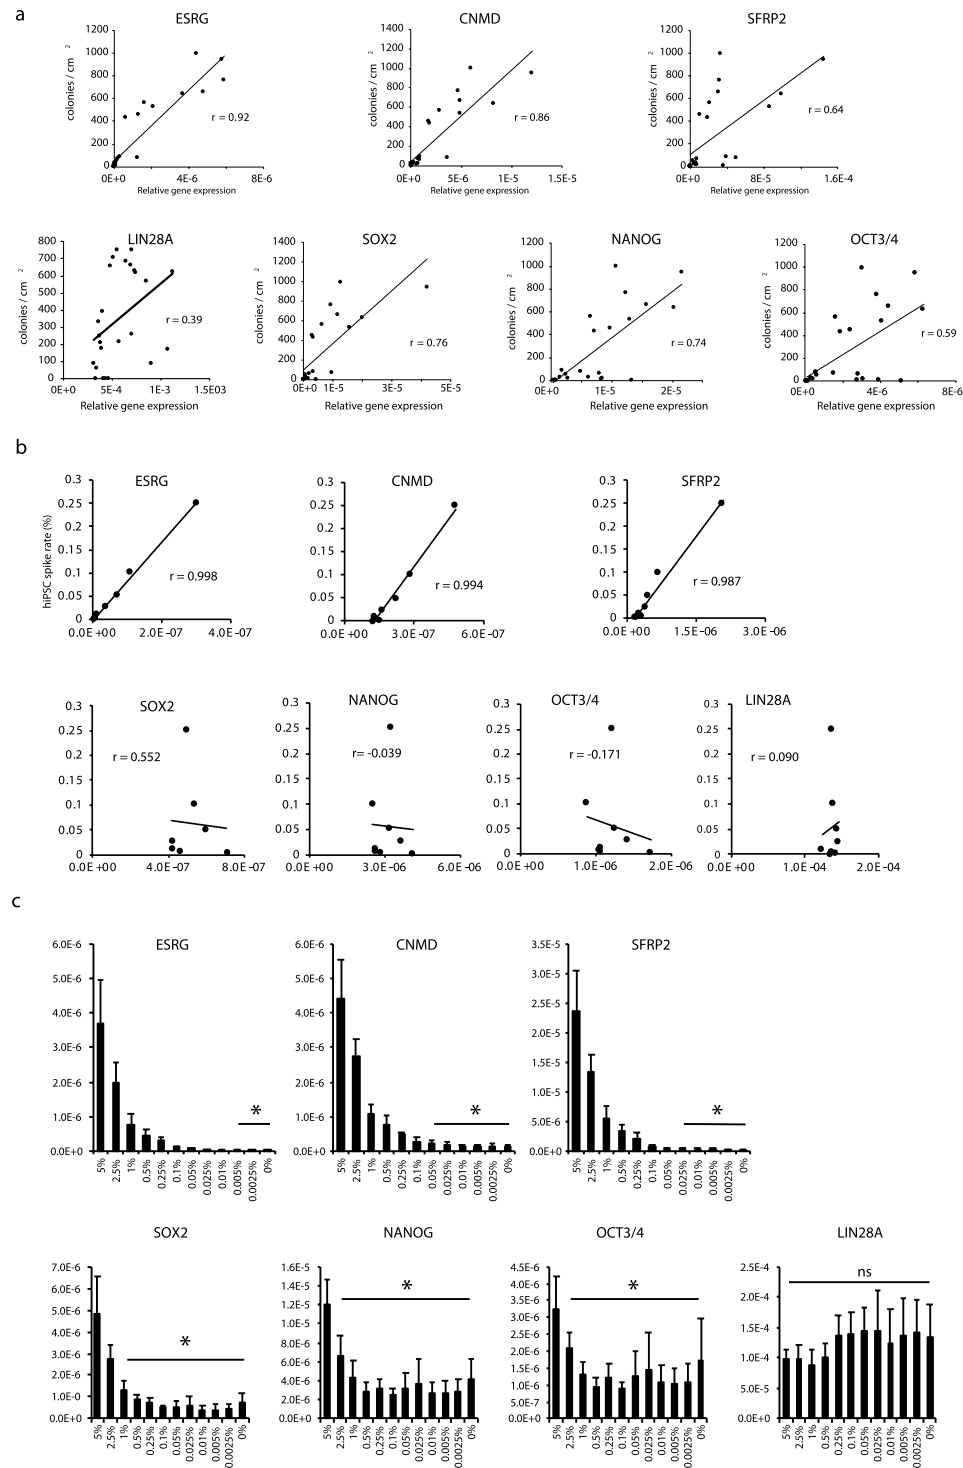 a
ESRG
CNMD
SFRP2
colonies / cm 2
1200
1000
800
600
400
200
0
r = 0.92
0E+0
4E-6
8E-6
Relative gene expression
colonies / cm 2
1400
1200
1000
800
600
400
200
0
r = 0.86
0E+0
5E-6
1E-5
1.5E-5
Relative gene expression
colonies / cm 2
1200
1000
800
600
400
200
0
r = 0.64
0E+0
8E-5
1.6E-4
Relative gene expression
LIN28A
SOX2
NANOG
OCT3/4
colonies / cm 2
800
700
600
500
400
300
200
100
0
r = 0.39
0E+0
5E-4
1E-3
1.5E03
Relative gene expression
colonies / cm 2
1400
1200
1000
800
600
400
200
0
r = 0.76
0E+0
1E-5
3E-5
5E-5
Relative gene expression
colonies / cm 2
1200
1000
800
600
400
200
0
r = 0.74
0E+0
1E-5
2E-5
Relative gene expression
colonies / cm 2
1200
1000
800
600
400
200
0
r = 0.59
0E+0
4E-6
8E-6
Relative gene expression
b
ESRG
CNMD
SFRP2
hiPSC spike rate (%)
0.3
0.25
0.2
0.15
0.1
0.05
0
r = 0.998
0.0E+00
2.0E-07
4.0E-07
0.3
0.25
0.2
0.15
0.1
0.05
0
r = 0.994
0.0E+00
3.0E-07
6.0E-07
0.3
0.25
0.2
0.15
0.1
0.05
0
r = 0.987
0.0E+00
1.5E-06
3.0E-06
SOX2
NANOG
OCT3/4
LIN28A
0.3
0.25
0.2
0.15
0.1
0.05
0
r = 0.552
0.0E+00
4.0E-07
8.0E-07
0.3
0.25
0.2
0.15
0.1
0.05
0
r= -0.039
0.0E+00
3.0E-06
6.0E-06
0.3
0.25
0.2
0.15
0.1
0.05
0
r = -0.171
0.0E+00
1.0E-06
2.0E-06
0.3
0.25
0.2
0.15
0.1
0.05
0
r = 0.090
0.0E+00
1.0E-04
2.0E-04
c
ESRG
CNMD
SFRP2
6.0E-6
5.0E-6
4.0E-6
3.0E-6
2.0E-6
1.0E-6
0.0E+0
*
5%
2.5%
1%
0.5%
0.25%
0.1%
0.05%
0.025%
0.01%
0.005%
0.0025%
0%
6.0E-6
5.0E-6
4.0E-6
3.0E-6
2.0E-6
1.0E-6
0.0E+0
*
5%
2.5%
1%
0.5%
0.25%
0.1%
0.05%
0.025%
0.01%
0.005%
0.0025%
0%
3.5E-5
3.0E-5
2.5E-5
2.0E-5
1.5E-5
1.0E-5
5.0E-6
0.0E+0
*
5%
2.5%
1%
0.5%
0.25%
0.1%
0.05%
0.025%
0.01%
0.005%
0.0025%
0%
SOX2
NANOG
OCT3/4
LIN28A
7.0E-6
6.0E-6
5.0E-6
4.0E-6
3.0E-6
2.0E-6
1.0E-0
0.0E+0
*
5%
2.5%
1%
0.5%
0.25%
0.1%
0.05%
0.025%
0.01%
0.005%
0.0025%
0%
1.6E-5
1.4E-5
1.2E-5
1.0E-5
8.0E-6
6.0E-6
4.0E-6
2.0E-6
0.0E+0
*
5%
2.5%
1%
0.5%
0.25%
0.1%
0.05%
0.025%
0.01%
0.005%
0.0025%
0%
4.5E-6
4.0E-6
3.5E-6
3.0E-6
2.5E-6
2.0E-6
1.5E-6
1.0E-6
5.0E-7
0.0E+0
*
5%
2.5%
1%
0.5%
0.25%
0.1%
0.05%
0.025%
0.01%
0.005%
0.0025%
0%
2.5E-4
2.0E-4
1.5E-4
1.0E-4
5.0E-5
0.0E+0
ns
5%
2.5%
1%
0.5%
0.25%
0.1%
0.05%
0.025%
0.01%
0.005%
0.0025%
0%